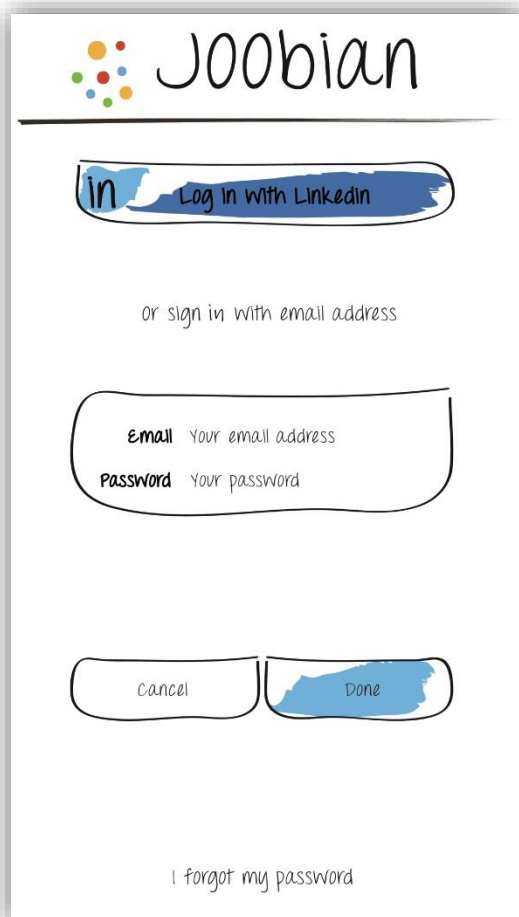 Joobian
in Log in with LinkedIn
or sign in with email address
Email Your email address
Password Your password
Cancel Done
I forgot my password